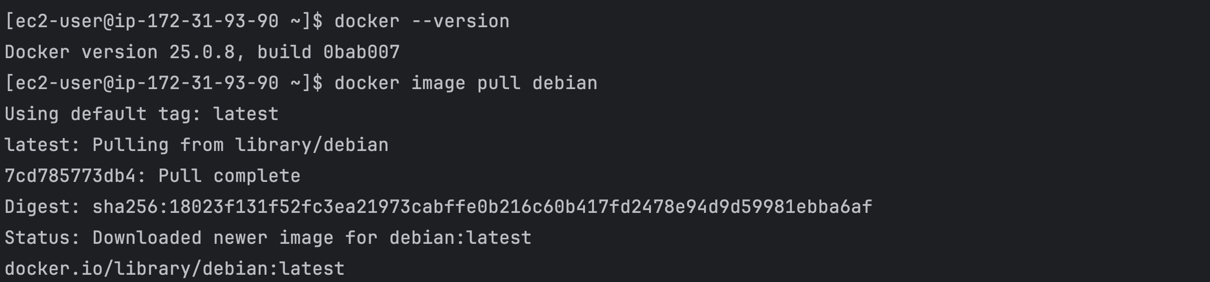 [ec2-user@ip-172-31-93-90 ~]$ docker --version
Docker version 25.0.8, build 0bab007
[ec2-user@ip-172-31-93-90 ~]$ docker image pull debian
Using default tag: latest
latest: Pulling from library/debian
7cd785773db4: Pull complete
Digest: sha256:18023f131f52fc3ea21973cabffe0b216c60b417fd2478e94d9d59981ebba6af
Status: Downloaded newer image for debian:latest
docker.io/library/debian:latest